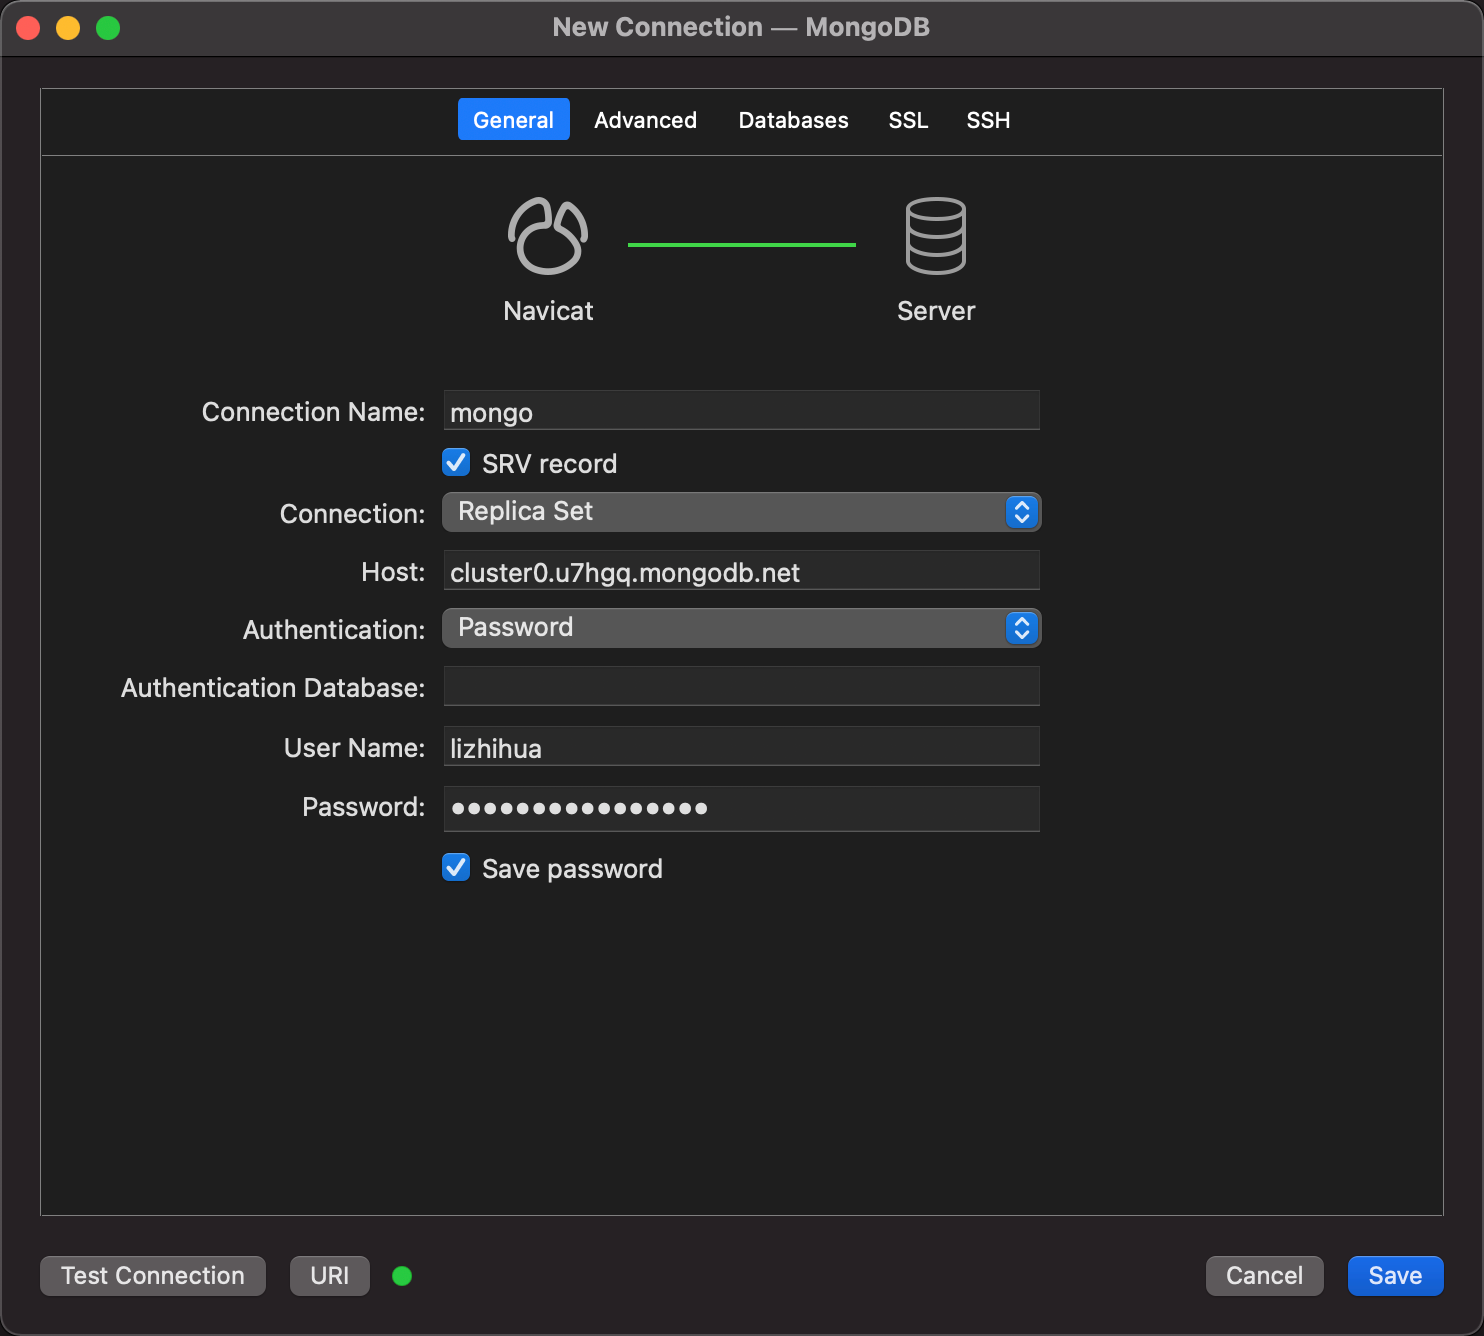 New Connection — MongoDB
General Advanced Databases SSL SSH
Navicat Server
Connection Name: mongo
SRV record
Connection: Replica Set
Host: cluster0.u7hgq.mongodb.net
Authentication: Password
Authentication Database:
User Name: lizhihua
Password: ••••••••••••••••
Save password
Test Connection URI Cancel Save